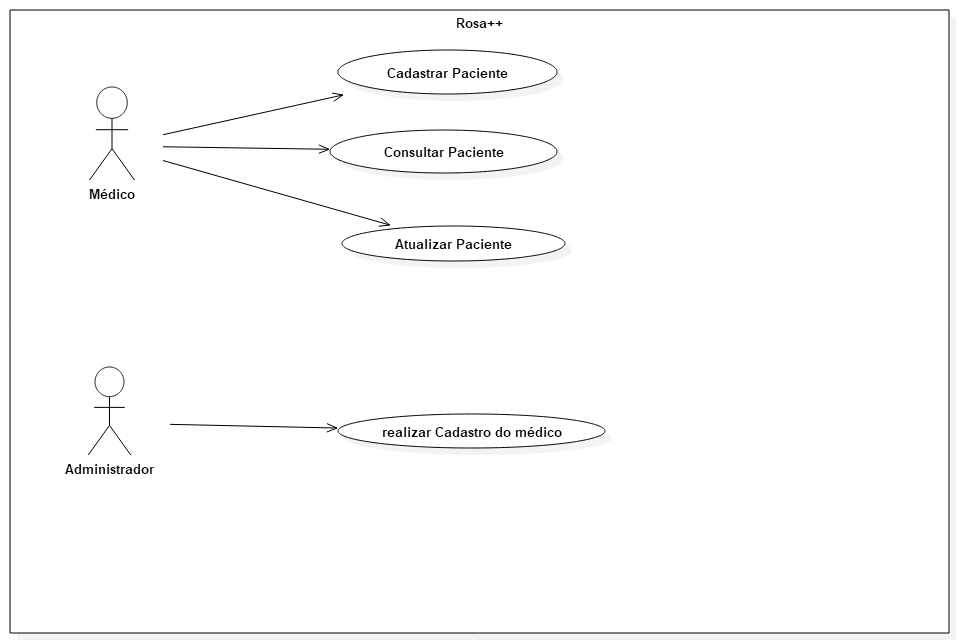 Rosa++
Cadastrar Paciente
Consultar Paciente
Médico
Atualizar Paciente
realizar Cadastro do médico
Administrador